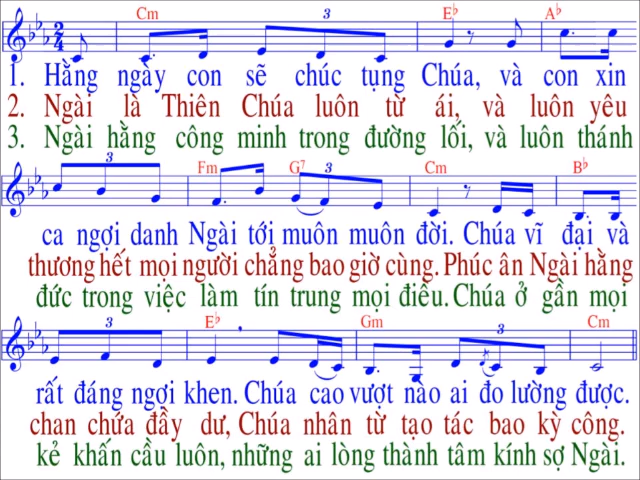 Cm 3 E♭ A♭
1. Hằng ngày con sẽ chúc tụng Chúa, và con xin
2. Ngài là Thiên Chúa luôn từ ái, và luôn yêu
3. Ngài hằng công minh trong đường lối, và luôn thánh
3 Fm G7 3 Cm B♭
ca ngợi danh Ngài tới muôn muôn đời. Chúa vĩ đại và
thương hết mọi người chẳng bao giờ cùng. Phúc ân Ngài hằng
đức trong việc làm tín trung mọi điều. Chúa ở gần mọi
3 E♭ Gm 3 Cm
rất đáng ngợi khen. Chúa cao vượt nào ai đo lường được.
chan chứa đầy dư, Chúa nhân từ tạo tác bao kỳ công.
kẻ khấn cầu luôn, những ai lòng thành tâm kính sợ Ngài.